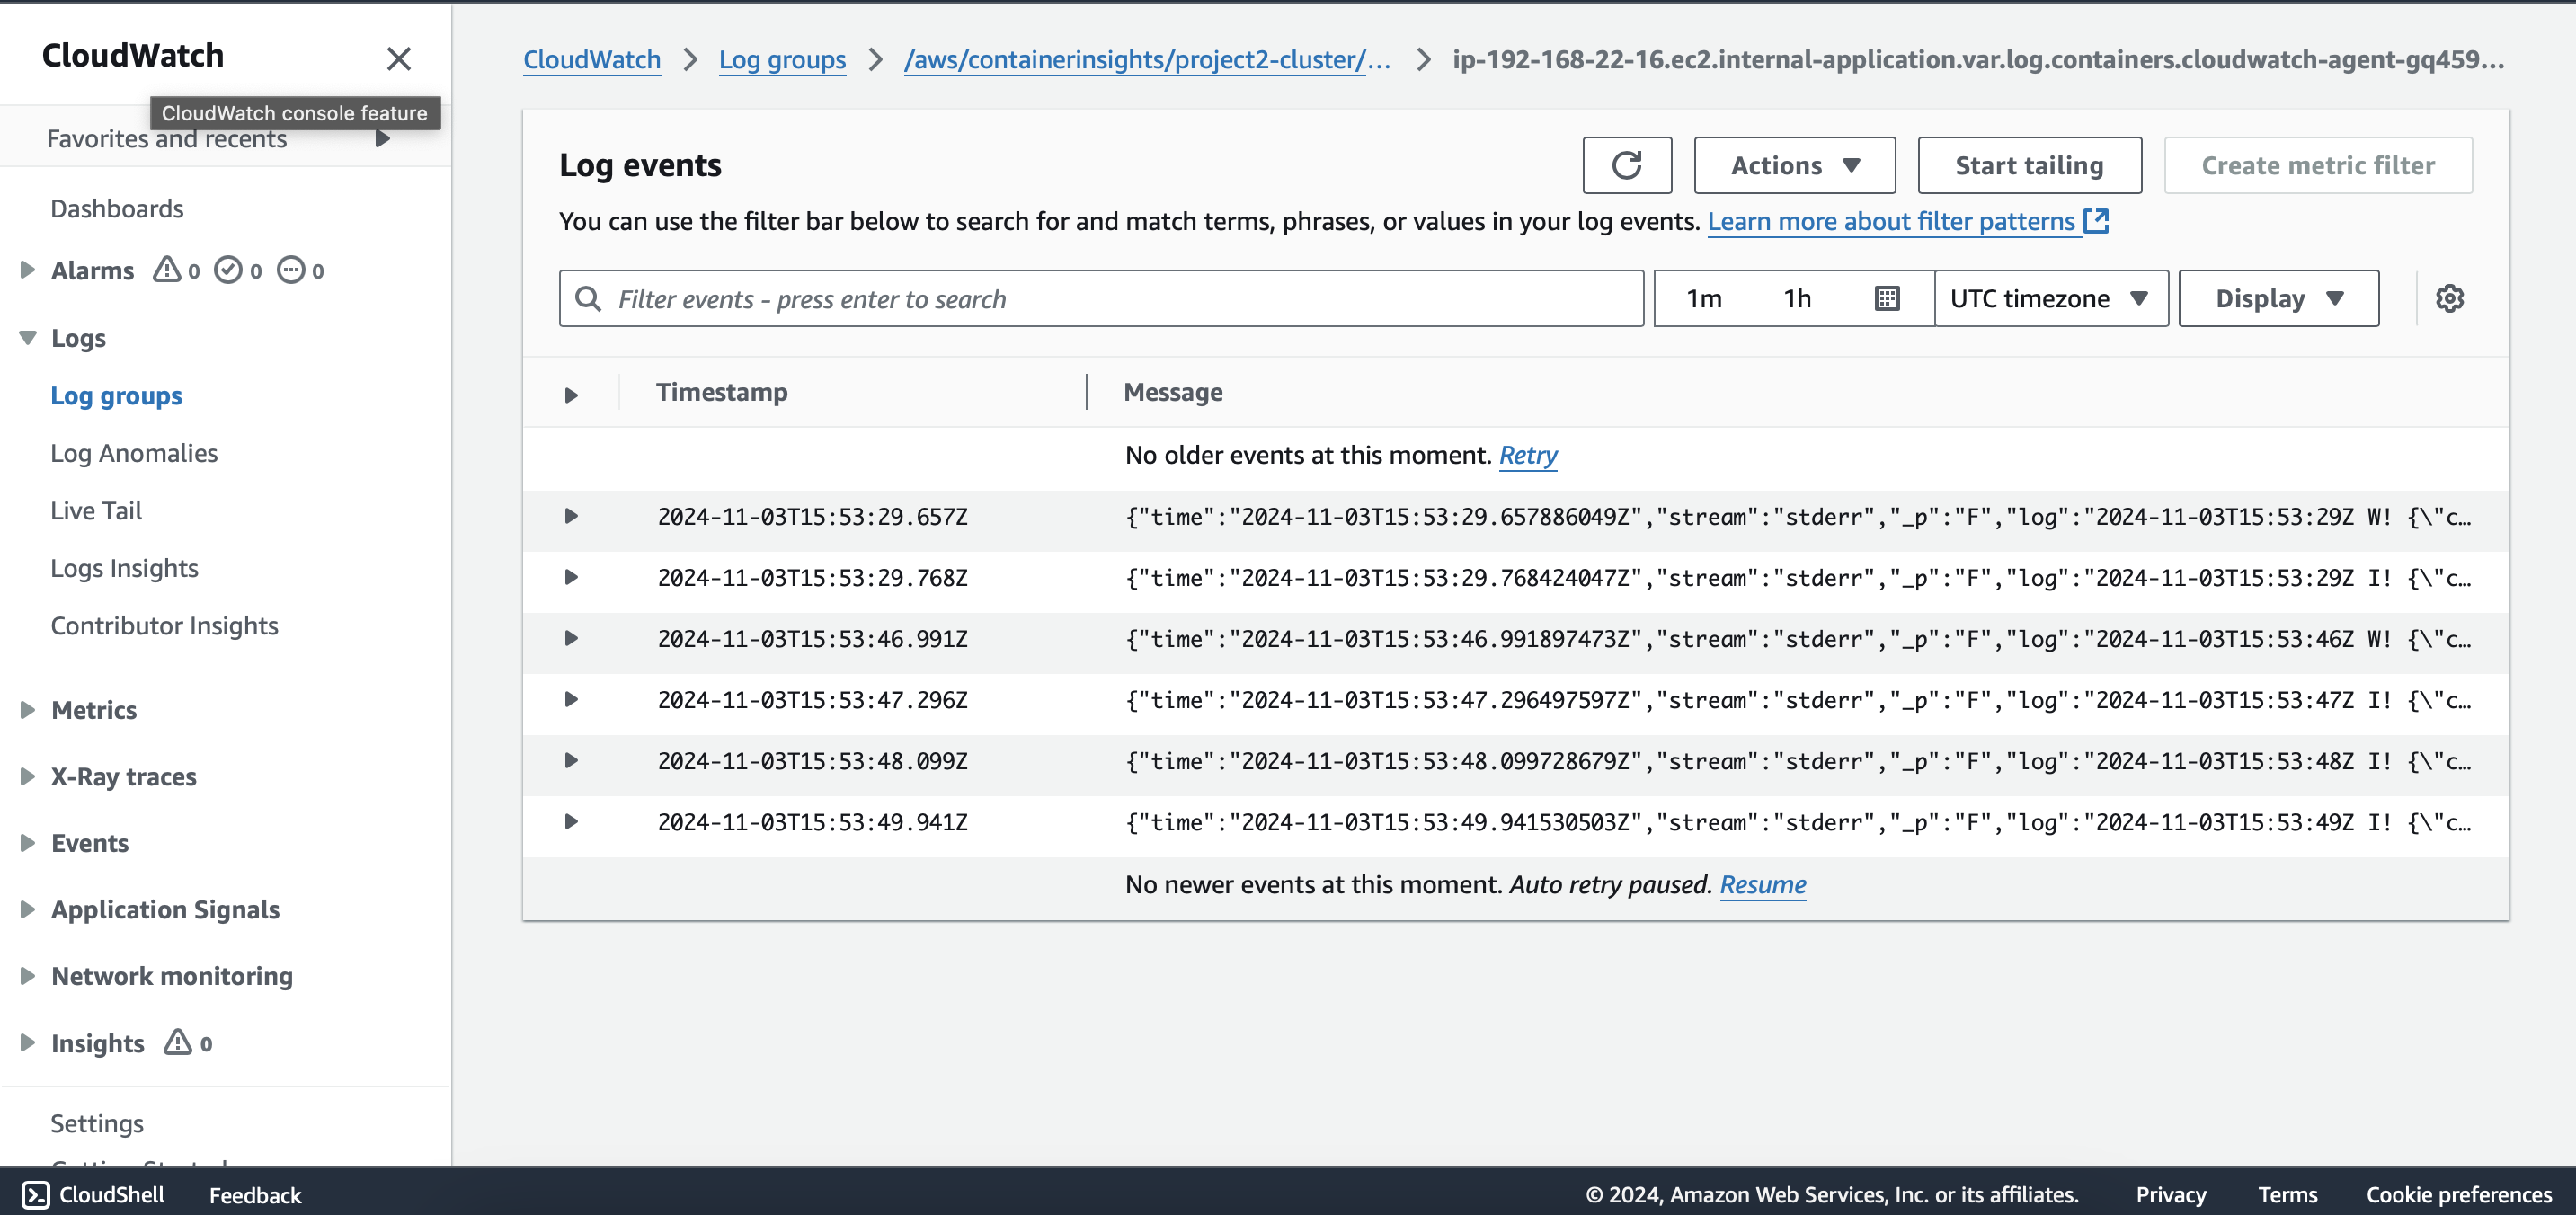 CloudWatch
CloudWatch console feature
Favorites and recents
Dashboards
Alarms 0 0 0
Logs
Log groups
Log Anomalies
Live Tail
Logs Insights
Contributor Insights
Metrics
X-Ray traces
Events
Application Signals
Network monitoring
Insights 0
Settings
Getting Started
CloudWatch > Log groups > /aws/containerinsights/project2-cluster/... > ip-192-168-22-16.ec2.internal-application.var.log.containers.cloudwatch-agent-gq459...
Log events
Actions
Start tailing
Create metric filter
You can use the filter bar below to search for and match terms, phrases, or values in your log events. Learn more about filter patterns
Filter events - press enter to search
1m 1h
UTC timezone
Display
Timestamp Message
No older events at this moment. Retry
2024-11-03T15:53:29.657Z {"time":"2024-11-03T15:53:29.657886049Z","stream":"stderr","_p":"F","log":"2024-11-03T15:53:29Z W! {\"c…
2024-11-03T15:53:29.768Z {"time":"2024-11-03T15:53:29.768424047Z","stream":"stderr","_p":"F","log":"2024-11-03T15:53:29Z I! {\"c…
2024-11-03T15:53:46.991Z {"time":"2024-11-03T15:53:46.991897473Z","stream":"stderr","_p":"F","log":"2024-11-03T15:53:46Z W! {\"c…
2024-11-03T15:53:47.296Z {"time":"2024-11-03T15:53:47.296497597Z","stream":"stderr","_p":"F","log":"2024-11-03T15:53:47Z I! {\"c…
2024-11-03T15:53:48.099Z {"time":"2024-11-03T15:53:48.099728679Z","stream":"stderr","_p":"F","log":"2024-11-03T15:53:48Z I! {\"c…
2024-11-03T15:53:49.941Z {"time":"2024-11-03T15:53:49.941530503Z","stream":"stderr","_p":"F","log":"2024-11-03T15:53:49Z I! {\"c…
No newer events at this moment. Auto retry paused. Resume
CloudShell Feedback © 2024, Amazon Web Services, Inc. or its affiliates. Privacy Terms Cookie preferences